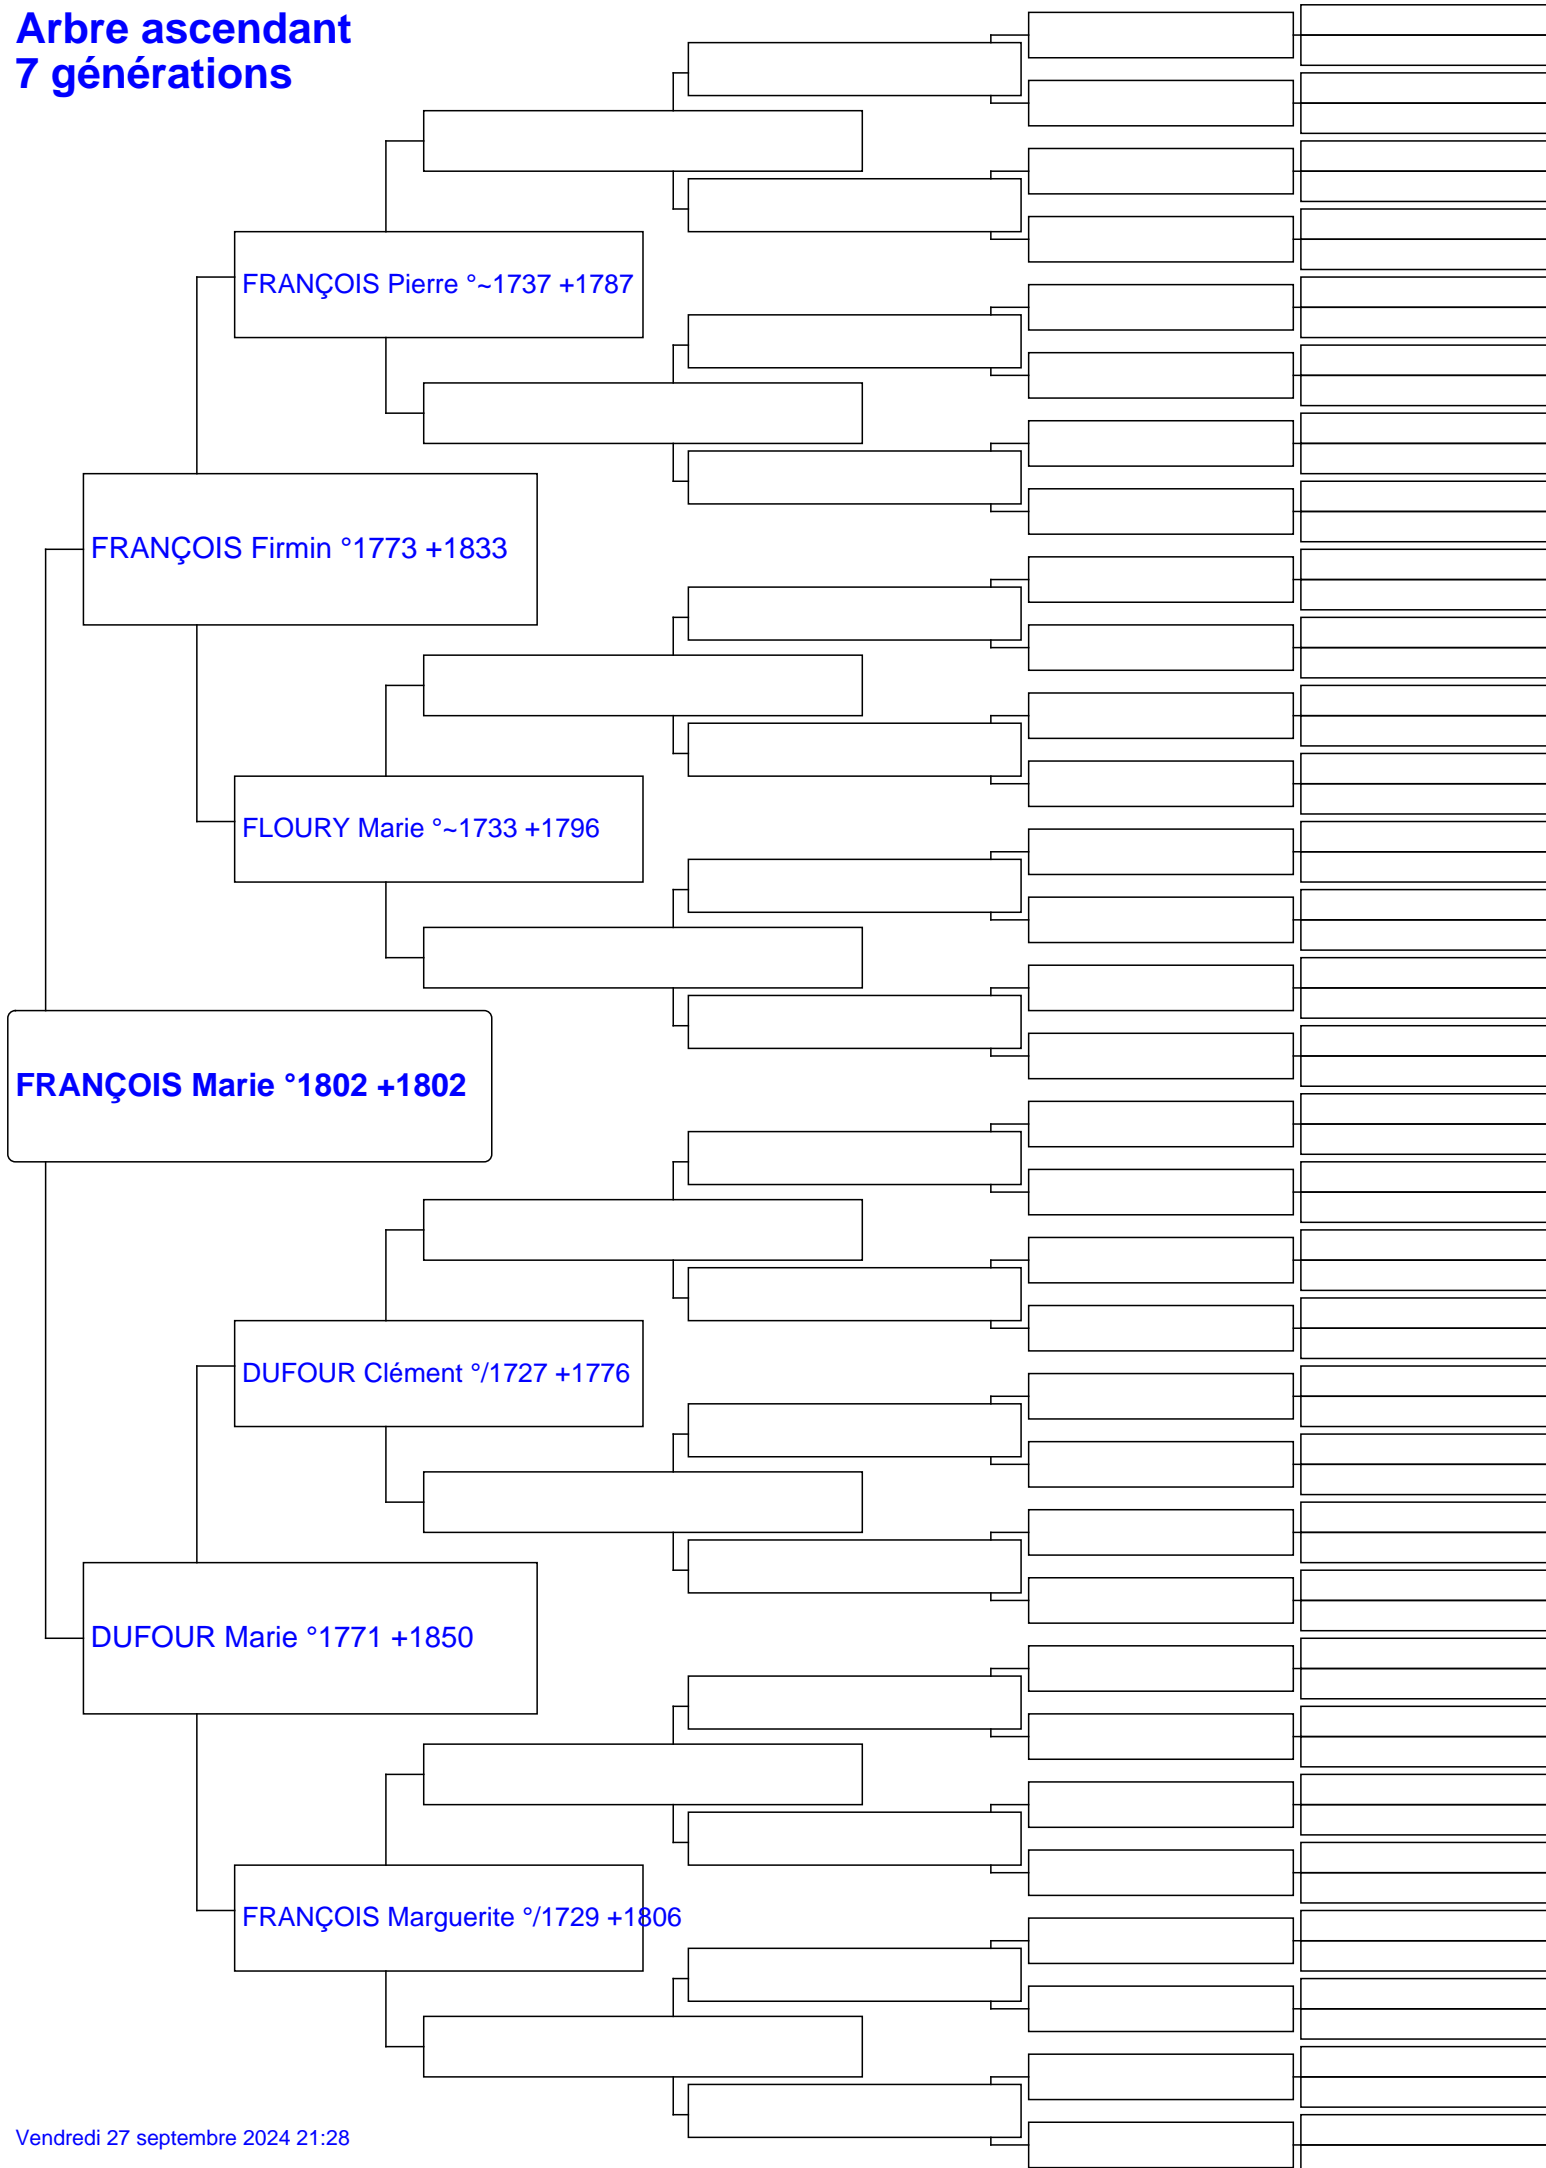 Arbre ascendant
7 générations
FRANÇOIS Pierre °~1737 +1787
FRANÇOIS Firmin °1773 +1833
FLOURY Marie °~1733 +1796
FRANÇOIS Marie °1802 +1802
DUFOUR Clément °/1727 +1776
DUFOUR Marie °1771 +1850
FRANÇOIS Marguerite °/1729 +1806
Vendredi 27 septembre 2024 21:28